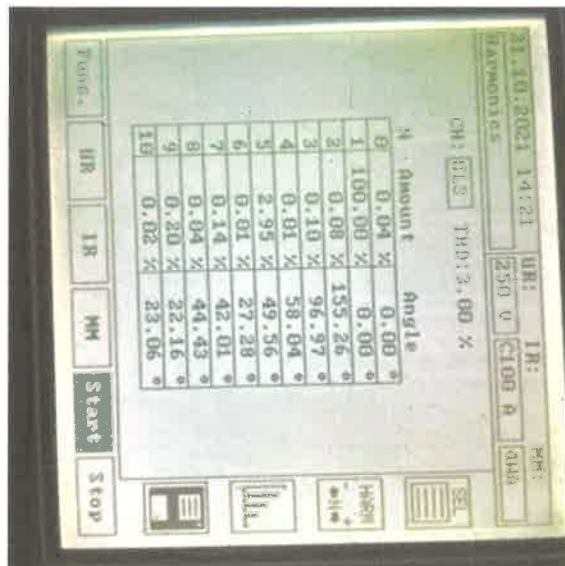 21.10.2021 14:21 UR: IR: MM:
Harmonics 250 V C100 A
CH: THD:3.00 %
N Amount Angle
0 0.04 % 0.00 °
1 100.00 % 0.00 °
2 0.08 % 155.26 °
3 0.10 % 96.97 °
4 0.01 % 58.04 °
5 2.95 % 49.56 °
6 0.01 % 27.28 °
7 0.14 % 42.01 °
8 0.04 % 44.43 °
9 0.20 % 22.16 °
10 0.02 % 23.06 °
SEL
HARM
Func. UR IR MM Start Stop